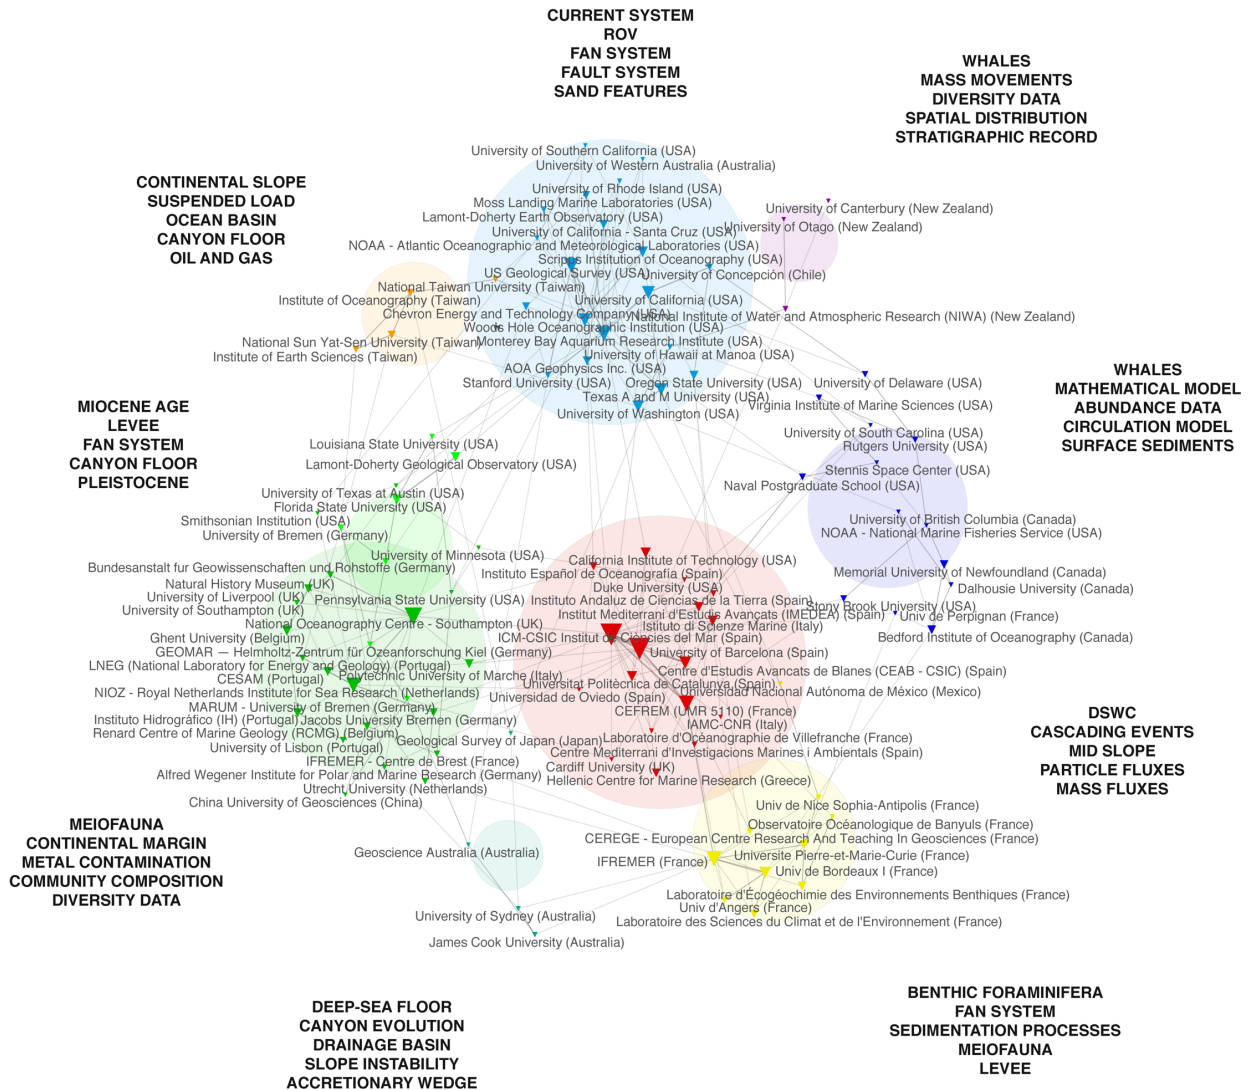 CURRENT SYSTEM
ROV
FAN SYSTEM
FAULT SYSTEM
SAND FEATURES
WHALES
MASS MOVEMENTS
DIVERSITY DATA
SPATIAL DISTRIBUTION
STRATIGRAPHIC RECORD
CONTINENTAL SLOPE
SUSPENDED LOAD
OCEAN BASIN
CANYON FLOOR
OIL AND GAS
University of Southern California (USA)
University of Western Australia (Australia)
University of Rhode Island (USA)
Moss Landing Marine Laboratories (USA)
Lamont-Doherty Earth Observatory (USA)
University of California - Santa Cruz (USA)
NOAA - Atlantic Oceanographic and Meteorological Laboratories (USA)
Scripps Institution of Oceanography (USA)
US Geological Survey (USA)
University of Concepción (Chile)
University of Canterbury (New Zealand)
University of Otago (New Zealand)
National Taiwan University (Taiwan)
Institute of Oceanography (Taiwan)
University of California (USA)
Chevron Energy and Technology Company (USA)
National Institute of Water and Atmospheric Research (NIWA) (New Zealand)
Woods Hole Oceanographic Institution (USA)
National Sun Yat-Sen University (Taiwan)
Monterey Bay Aquarium Research Institute (USA)
Institute of Earth Sciences (Taiwan)
University of Hawaii at Manoa (USA)
AOA Geophysics Inc. (USA)
Stanford University (USA)
Oregon State University (USA)
University of Delaware (USA)
Texas A and M University (USA)
Virginia Institute of Marine Sciences (USA)
University of Washington (USA)
WHALES
MATHEMATICAL MODEL
ABUNDANCE DATA
CIRCULATION MODEL
SURFACE SEDIMENTS
MIOCENE AGE
LEVEE
FAN SYSTEM
CANYON FLOOR
PLEISTOCENE
University of South Carolina (USA)
Rutgers University (USA)
Louisiana State University (USA)
Lamont-Doherty Geological Observatory (USA)
Stennis Space Center (USA)
Naval Postgraduate School (USA)
University of Texas at Austin (USA)
Florida State University (USA)
Smithsonian Institution (USA)
University of Bremen (Germany)
University of British Columbia (Canada)
NOAA - National Marine Fisheries Service (USA)
University of Minnesota (USA)
California Institute of Technology (USA)
Bundesanstalt fur Geowissenschaften und Rohstoffe (Germany)
Instituto Español de Oceanografía (Spain)
Memorial University of Newfoundland (Canada)
Natural History Museum (UK)
Duke University (USA)
Dalhousie University (Canada)
University of Liverpool (UK)
Pennsylvania State University (USA)
Instituto Andaluz de Ciencias de la Tierra (Spain)
Stony Brook University (USA)
University of Southampton (UK)
Institut Mediterrani d'Estudis Avançats (IMEDEA) (Spain)
Univ de Perpignan (France)
National Oceanography Centre - Southampton (UK)
Istituto di Scienze Marine (Italy)
Bedford Institute of Oceanography (Canada)
Ghent University (Belgium)
ICM-CSIC Institut de Ciències del Mar (Spain)
GEOMAR — Helmholtz-Zentrum für Ozeanforschung Kiel (Germany)
University of Barcelona (Spain)
LNEG (National Laboratory for Energy and Geology) (Portugal)
Polytechnic University of Marche (Italy)
Centre d'Estudis Avancats de Blanes (CEAB - CSIC) (Spain)
CESAM (Portugal)
Universitat Politècnica de Catalunya (Spain)
NIOZ - Royal Netherlands Institute for Sea Research (Netherlands)
Universidad de Oviedo (Spain)
Universidad Nacional Autónoma de México (Mexico)
MARUM - University of Bremen (Germany)
CEFREM (UMR 5110) (France)
Instituto Hidrográfico (IH) (Portugal)
Jacobs University Bremen (Germany)
IAMC-CNR (Italy)
Renard Centre of Marine Geology (RCMG) (Belgium)
Geological Survey of Japan (Japan)
Laboratoire d'Océanographie de Villefranche (France)
University of Lisbon (Portugal)
Centre Mediterrani d'Investigacions Marines i Ambientals (Spain)
IFREMER - Centre de Brest (France)
Cardiff University (UK)
Alfred Wegener Institute for Polar and Marine Research (Germany)
Hellenic Centre for Marine Research (Greece)
Utrecht University (Netherlands)
China University of Geosciences (China)
DSWC
CASCADING EVENTS
MID SLOPE
PARTICLE FLUXES
MASS FLUXES
MEIOFAUNA
CONTINENTAL MARGIN
METAL CONTAMINATION
COMMUNITY COMPOSITION
DIVERSITY DATA
Univ de Nice Sophia-Antipolis (France)
Observatoire Océanologique de Banyuls (France)
CEREGE - European Centre Research And Teaching In Geosciences (France)
Geoscience Australia (Australia)
Universite Pierre-et-Marie-Curie (France)
IFREMER (France)
Univ de Bordeaux I (France)
Laboratoire d'Écogéochimie des Environnements Benthiques (France)
Univ d'Angers (France)
University of Sydney (Australia)
Laboratoire des Sciences du Climat et de l'Environnement (France)
James Cook University (Australia)
DEEP-SEA FLOOR
CANYON EVOLUTION
DRAINAGE BASIN
SLOPE INSTABILITY
ACCRETIONARY WEDGE
BENTHIC FORAMINIFERA
FAN SYSTEM
SEDIMENTATION PROCESSES
MEIOFAUNA
LEVEE